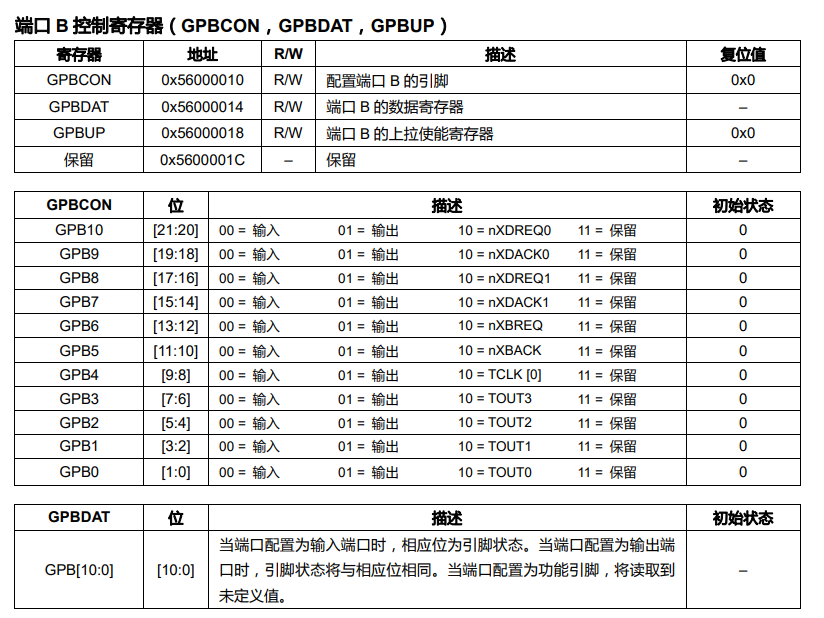 端口 B 控制寄存器（GPBCON，GPBDAT，GPBUP）
寄存器 地址 R/W 描述 复位值
GPBCON 0x56000010 R/W 配置端口 B 的引脚 0x0
GPBDAT 0x56000014 R/W 端口 B 的数据寄存器 –
GPBUP 0x56000018 R/W 端口 B 的上拉使能寄存器 0x0
保留 0x5600001C – 保留 –
GPBCON 位 描述 初始状态
GPB10 [21:20] 00 = 输入 01 = 输出 10 = nXDREQ0 11 = 保留 0
GPB9 [19:18] 00 = 输入 01 = 输出 10 = nXDACK0 11 = 保留 0
GPB8 [17:16] 00 = 输入 01 = 输出 10 = nXDREQ1 11 = 保留 0
GPB7 [15:14] 00 = 输入 01 = 输出 10 = nXDACK1 11 = 保留 0
GPB6 [13:12] 00 = 输入 01 = 输出 10 = nXBREQ 11 = 保留 0
GPB5 [11:10] 00 = 输入 01 = 输出 10 = nXBACK 11 = 保留 0
GPB4 [9:8] 00 = 输入 01 = 输出 10 = TCLK [0] 11 = 保留 0
GPB3 [7:6] 00 = 输入 01 = 输出 10 = TOUT3 11 = 保留 0
GPB2 [5:4] 00 = 输入 01 = 输出 10 = TOUT2 11 = 保留 0
GPB1 [3:2] 00 = 输入 01 = 输出 10 = TOUT1 11 = 保留 0
GPB0 [1:0] 00 = 输入 01 = 输出 10 = TOUT0 11 = 保留 0
GPBDAT 位 描述 初始状态
GPB[10:0] [10:0] 当端口配置为输入端口时，相应位为引脚状态。当端口配置为输出端
口时，引脚状态将与相应位相同。当端口配置为功能引脚，将读取到
未定义值。 –